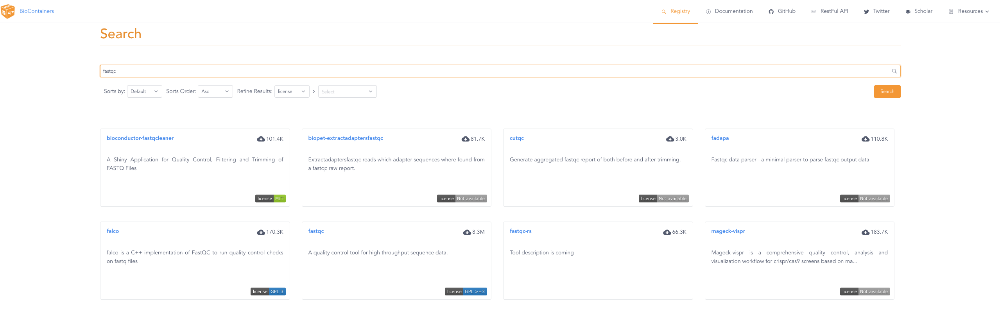 BioContainers
Registry
Documentation
GitHub
RestFul API
Twitter
Scholar
Resources
Search
fastqc
Sorts by: Default Sorts Order: Asc Refine Results: license > Select
Search
bioconductor-fastqcleaner 101.4K
A Shiny Application for Quality Control, Filtering and Trimming of
FASTQ Files
license MIT
biopet-extractadaptersfastqc 81.7K
Extractadaptersfastqc reads which adapter sequences where found from
a fastqc raw report.
license Not available
cutqc 3.0K
Generate aggregated fastqc report of both before and after trimming.
license Not available
fadapa 110.8K
Fastqc data parser - a minimal parser to parse fastqc output data
license Not available
falco 170.3K
falco is a C++ implementation of FastQC to run quality control checks
on fastq files
license GPL 3
fastqc 8.3M
A quality control tool for high throughput sequence data.
license GPL >=3
fastqc-rs 66.3K
Tool description is coming
mageck-vispr 183.7K
Mageck-vispr is a comprehensive quality control, analysis and
visualization workflow for crispr/cas9 screens based on ma...
license Not available